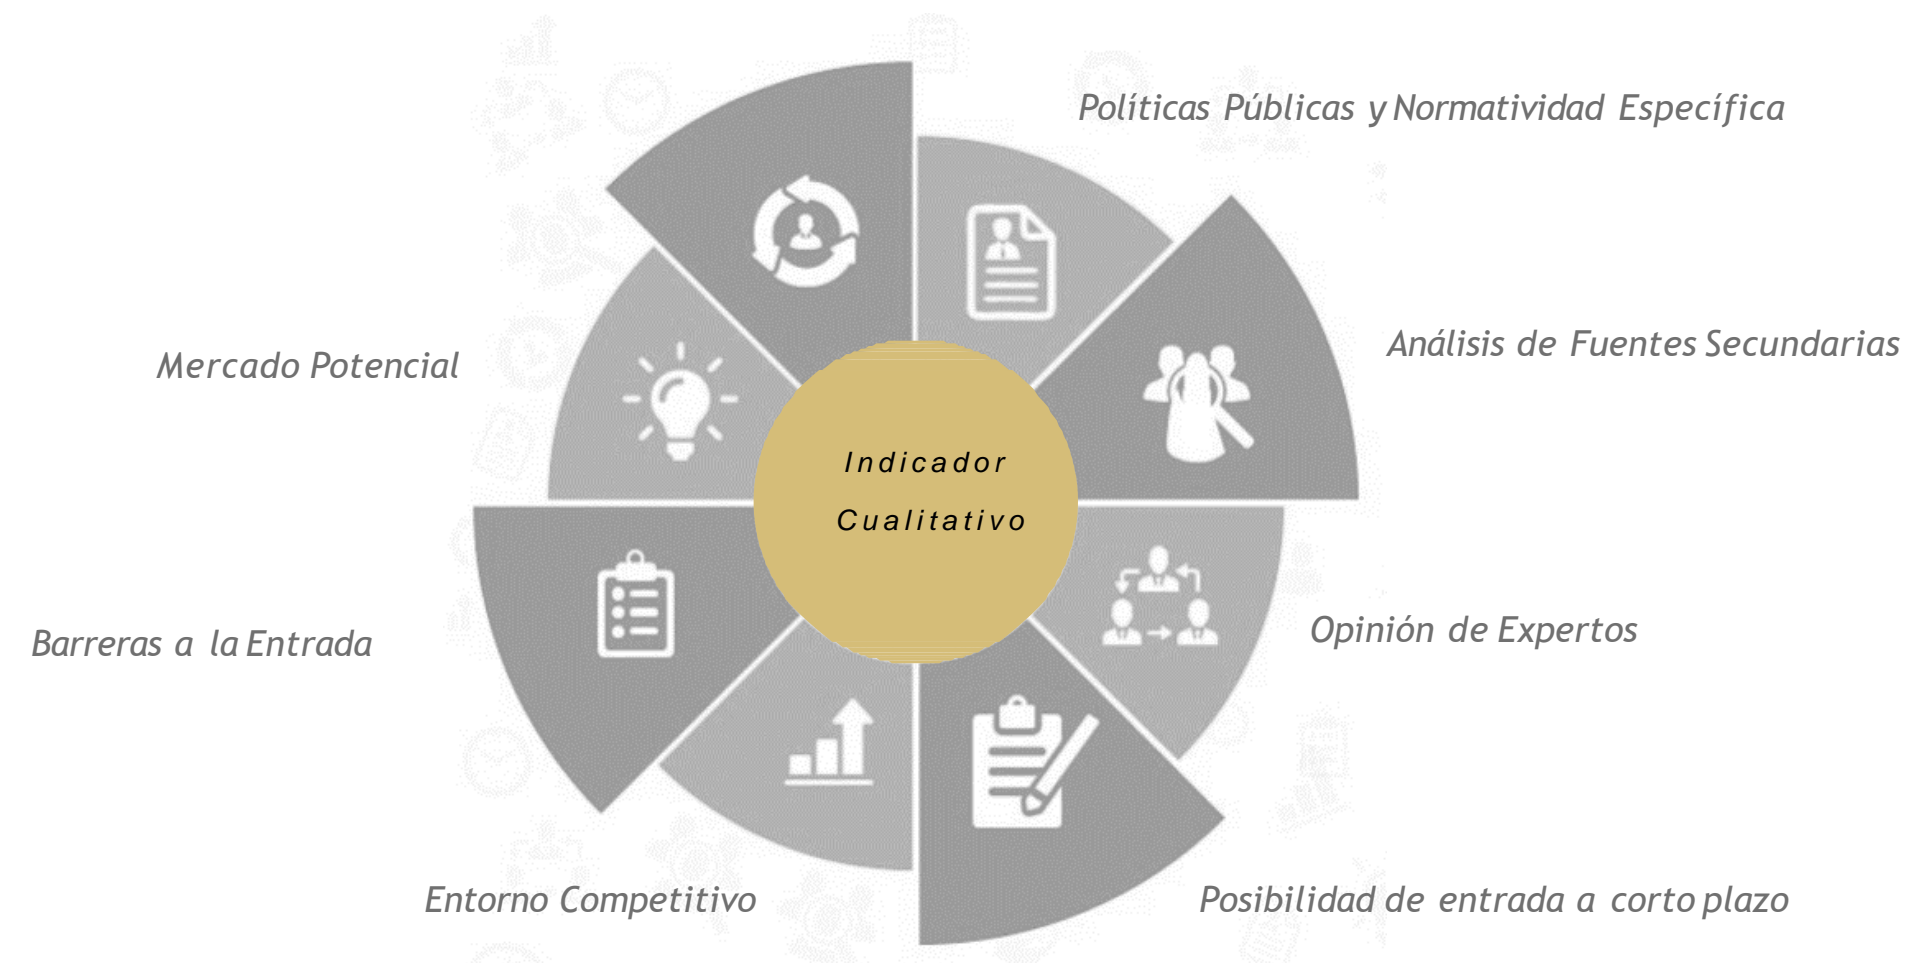 Políticas Públicas y Normatividad Específica
Análisis de Fuentes Secundarias
Mercado Potencial
Indicador
Cualitativo
Opinión de Expertos
Barreras a la Entrada
Entorno Competitivo
Posibilidad de entrada a corto plazo